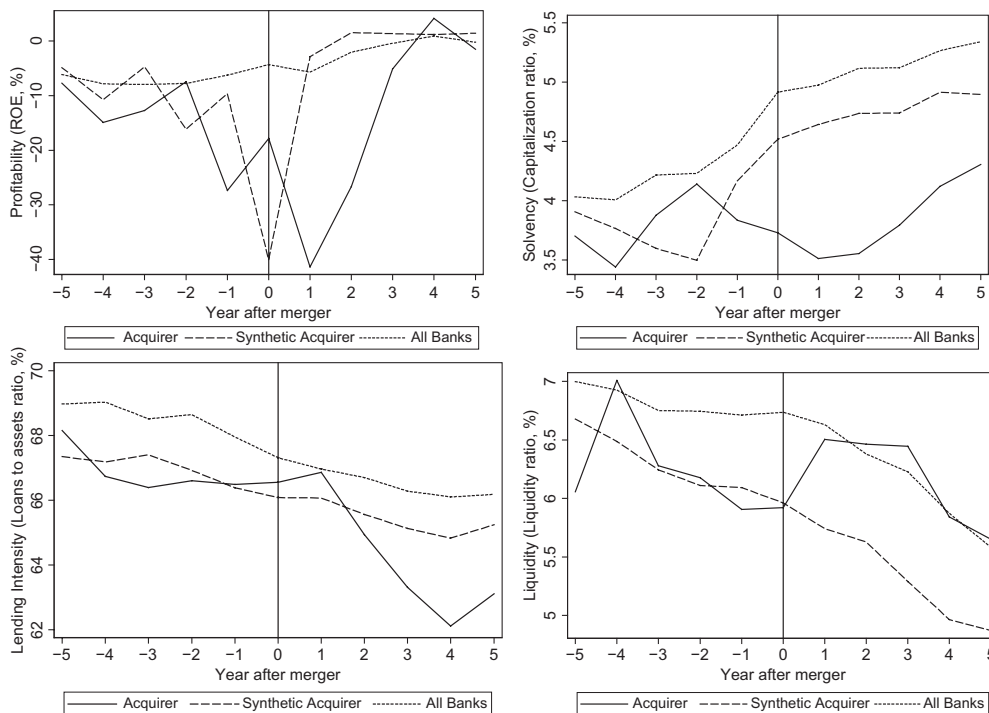 Profitability (ROE, %)
0
−10
−20
−30
−40
−5 −4 −3 −2 −1 0 1 2 3 4 5
Year after merger
Acquirer Synthetic Acquirer All Banks
Solvency (Capitalization ratio, %)
5.5
5
4.5
4
3.5
−5 −4 −3 −2 −1 0 1 2 3 4 5
Year after merger
Acquirer Synthetic Acquirer All Banks
Lending Intensity (Loans to assets ratio, %)
70
68
66
64
62
−5 −4 −3 −2 −1 0 1 2 3 4 5
Year after merger
Acquirer Synthetic Acquirer All Banks
Liquidity (Liquidity ratio, %)
7
6.5
6
5.5
5
−5 −4 −3 −2 −1 0 1 2 3 4 5
Year after merger
Acquirer Synthetic Acquirer All Banks